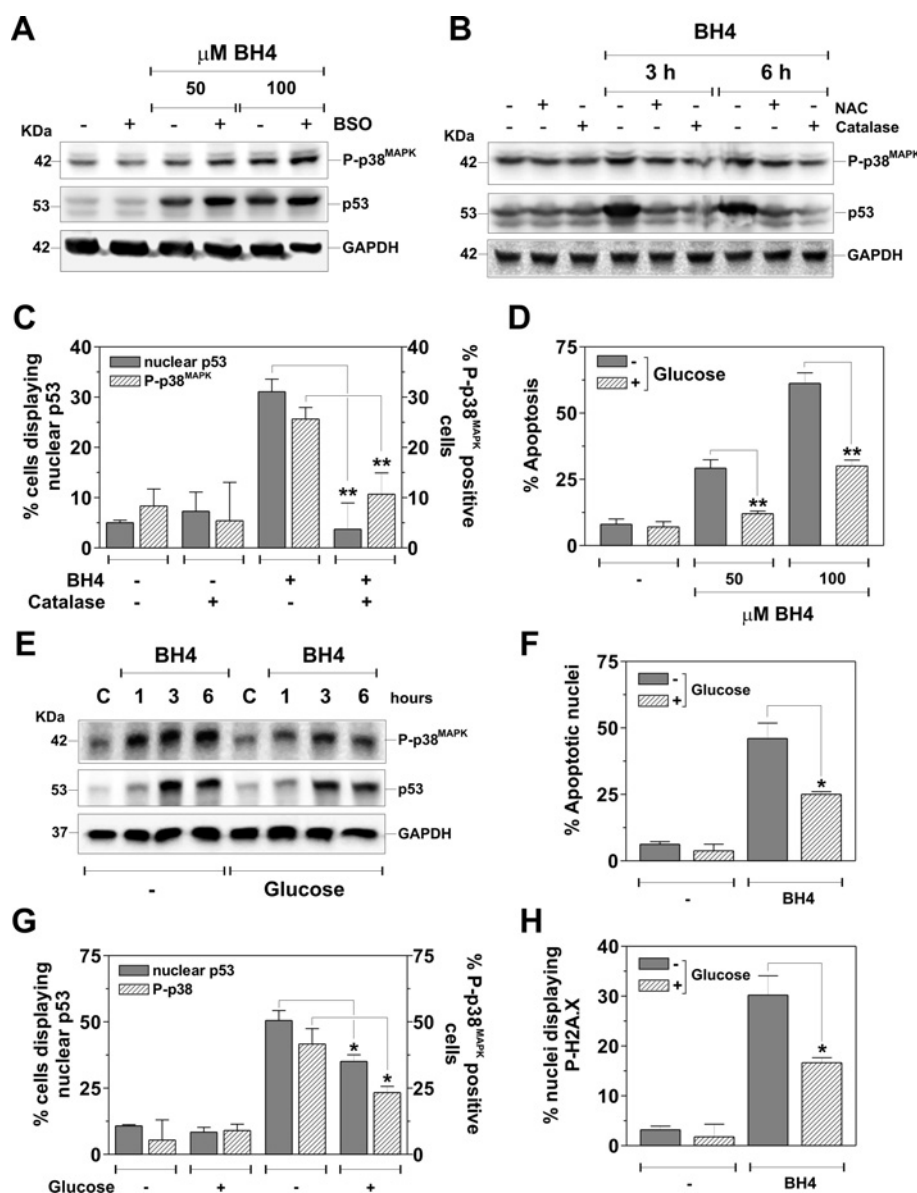 A
μM BH4
50 100
- + - + - + BSO
KDa
42 P-p38MAPK
53 p53
42 GAPDH
B
BH4
3 h 6 h
- + - - + - - + - NAC
- - + - - + - - + Catalase
KDa
42 P-p38MAPK
53 p53
42 GAPDH
C
% cells displaying
nuclear p53
40
30
20
10
0
nuclear p53
P-p38MAPK
** **
40
30
20
10
0
% P-p38MAPK positive
cells
BH4 - - + +
Catalase - + - +
D
% Apoptosis
75
50
25
0
-
+
Glucose
** **
- 50 100
μM BH4
E
BH4 BH4
C 1 3 6 C 1 3 6 hours
KDa
42 P-p38MAPK
53 p53
37 GAPDH
- Glucose
F
% Apoptotic nuclei
75
50
25
0
-
+
Glucose
*
- BH4
G
% cells displaying
nuclear p53
75
50
25
0
nuclear p53
P-p38
* *
75
50
25
0
% P-p38MAPK positive
cells
Glucose - + - +
H
% nuclei displaying
P-H2A.X
40
30
20
10
0
-
+
Glucose
*
- BH4